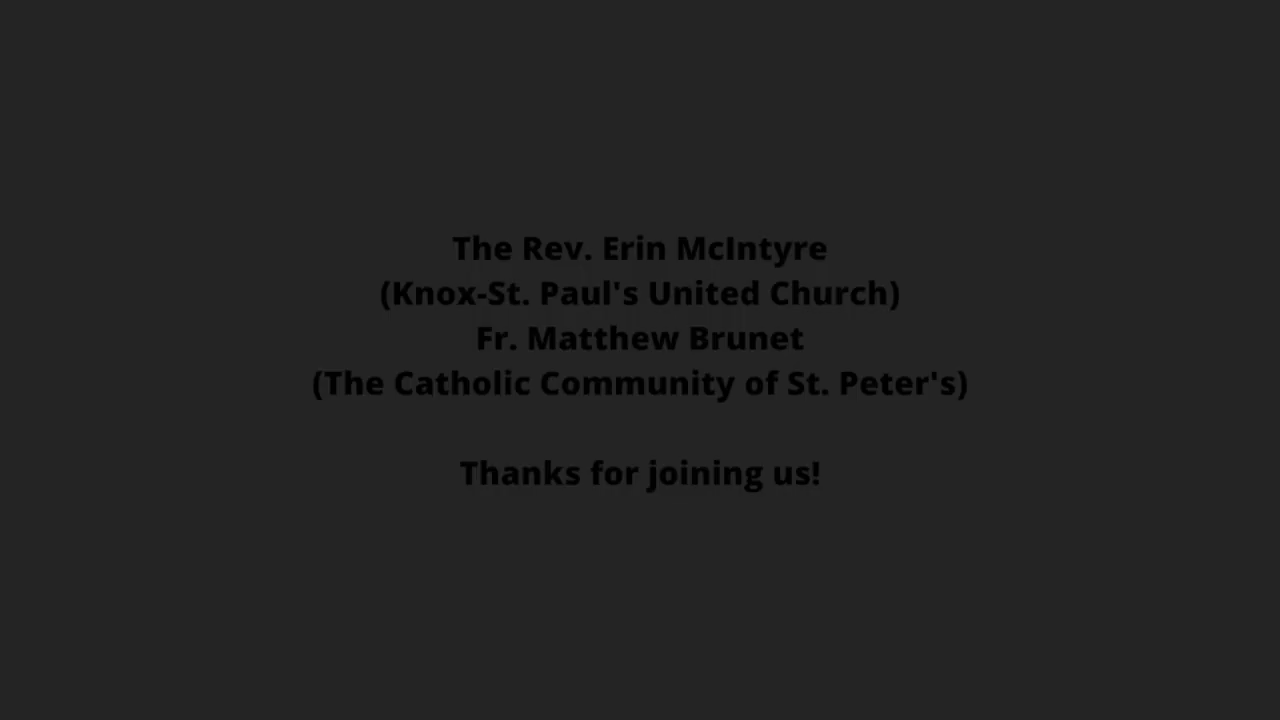 The Rev. Erin McIntyre
(Knox-St. Paul's United Church)
Fr. Matthew Brunet
(The Catholic Community of St. Peter's)
Thanks for joining us!